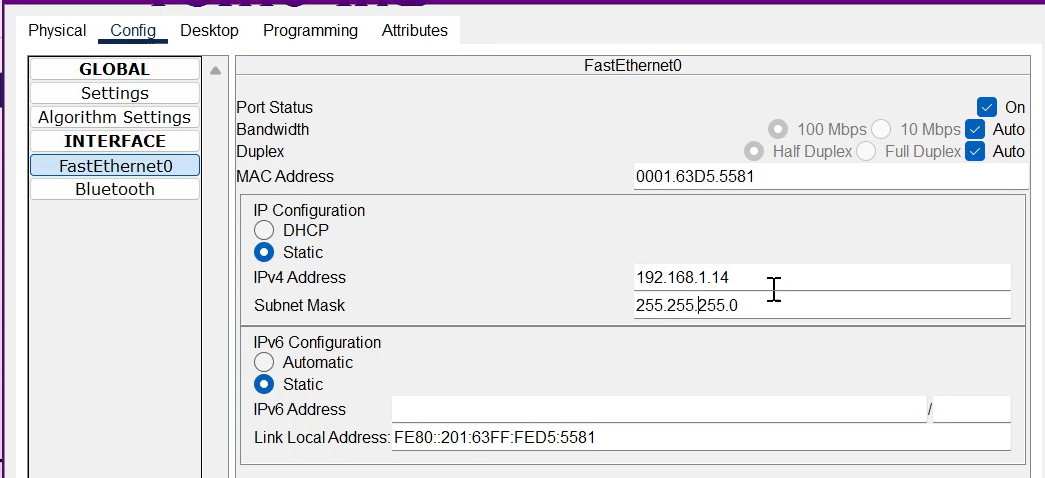 Physical Config Desktop Programming Attributes
GLOBAL
Settings
Algorithm Settings
INTERFACE
FastEthernet0
Bluetooth
FastEthernet0
Port Status On
Bandwidth 100 Mbps 10 Mbps Auto
Duplex Half Duplex Full Duplex Auto
MAC Address 0001.63D5.5581
IP Configuration
DHCP
Static
IPv4 Address 192.168.1.14
Subnet Mask 255.255.255.0
IPv6 Configuration
Automatic
Static
IPv6 Address /
Link Local Address: FE80::201:63FF:FED5:5581